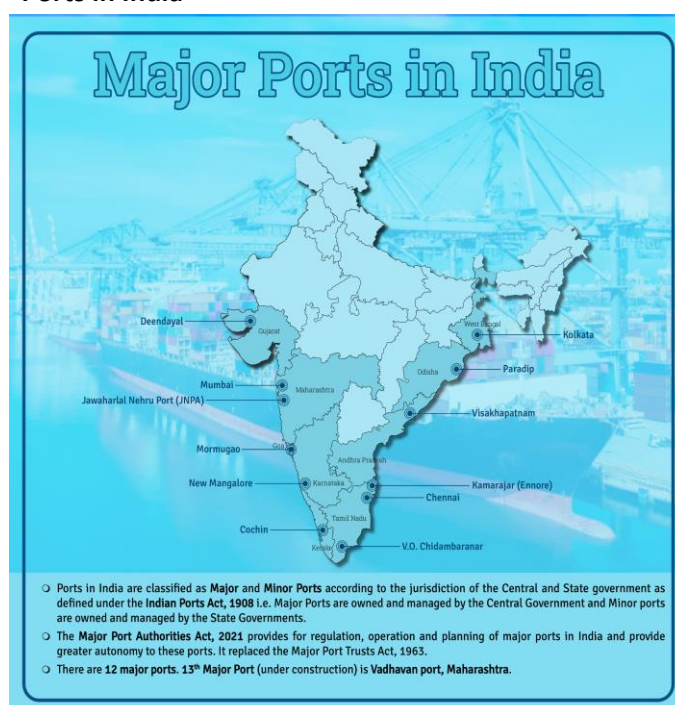 Ports in India
Major Ports in India
Deendayal
Gujarat
West Bengal
Kolkata
Odisha
Paradip
Mumbai
Maharashtra
Jawaharlal Nehru Port (JNPA)
Visakhapatnam
Mormugao
Goa
Andhra Pradesh
New Mangalore
Karnataka
Kamarajar (Ennore)
Chennai
Tamil Nadu
Cochin
Kerala
V.O. Chidambaranar
Ports in India are classified as Major and Minor Ports according to the jurisdiction of the Central and State government as
defined under the Indian Ports Act, 1908 i.e. Major Ports are owned and managed by the Central Government and Minor ports
are owned and managed by the State Governments.
The Major Port Authorities Act, 2021 provides for regulation, operation and planning of major ports in India and provide
greater autonomy to these ports. It replaced the Major Port Trusts Act, 1963.
There are 12 major ports. 13th Major Port (under construction) is Vadhavan port, Maharashtra.